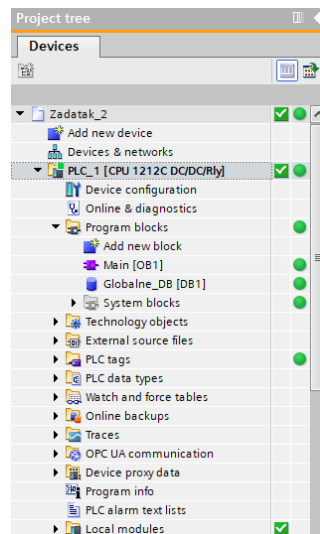 Project tree
Devices
Zadatak_2
Add new device
Devices & networks
PLC_1 [CPU 1212C DC/DC/Rly]
Device configuration
Online & diagnostics
Program blocks
Add new block
Main [OB1]
Globalne_DB [DB1]
System blocks
Technology objects
External source files
PLC tags
PLC data types
Watch and force tables
Online backups
Traces
OPC UA communication
Device proxy data
Program info
PLC alarm text lists
Local modules